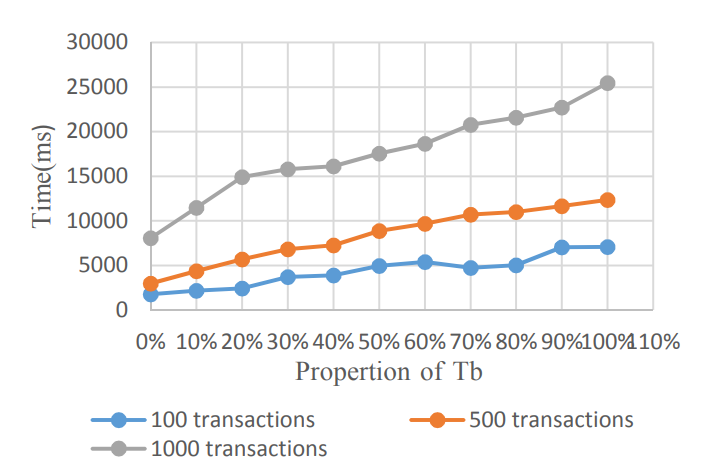 30000
25000
20000
15000
10000
5000
0
Time(ms)
0% 10% 20% 30% 40% 50% 60% 70% 80% 90% 100% 110%
Propertion of Tb
100 transactions 500 transactions
1000 transactions